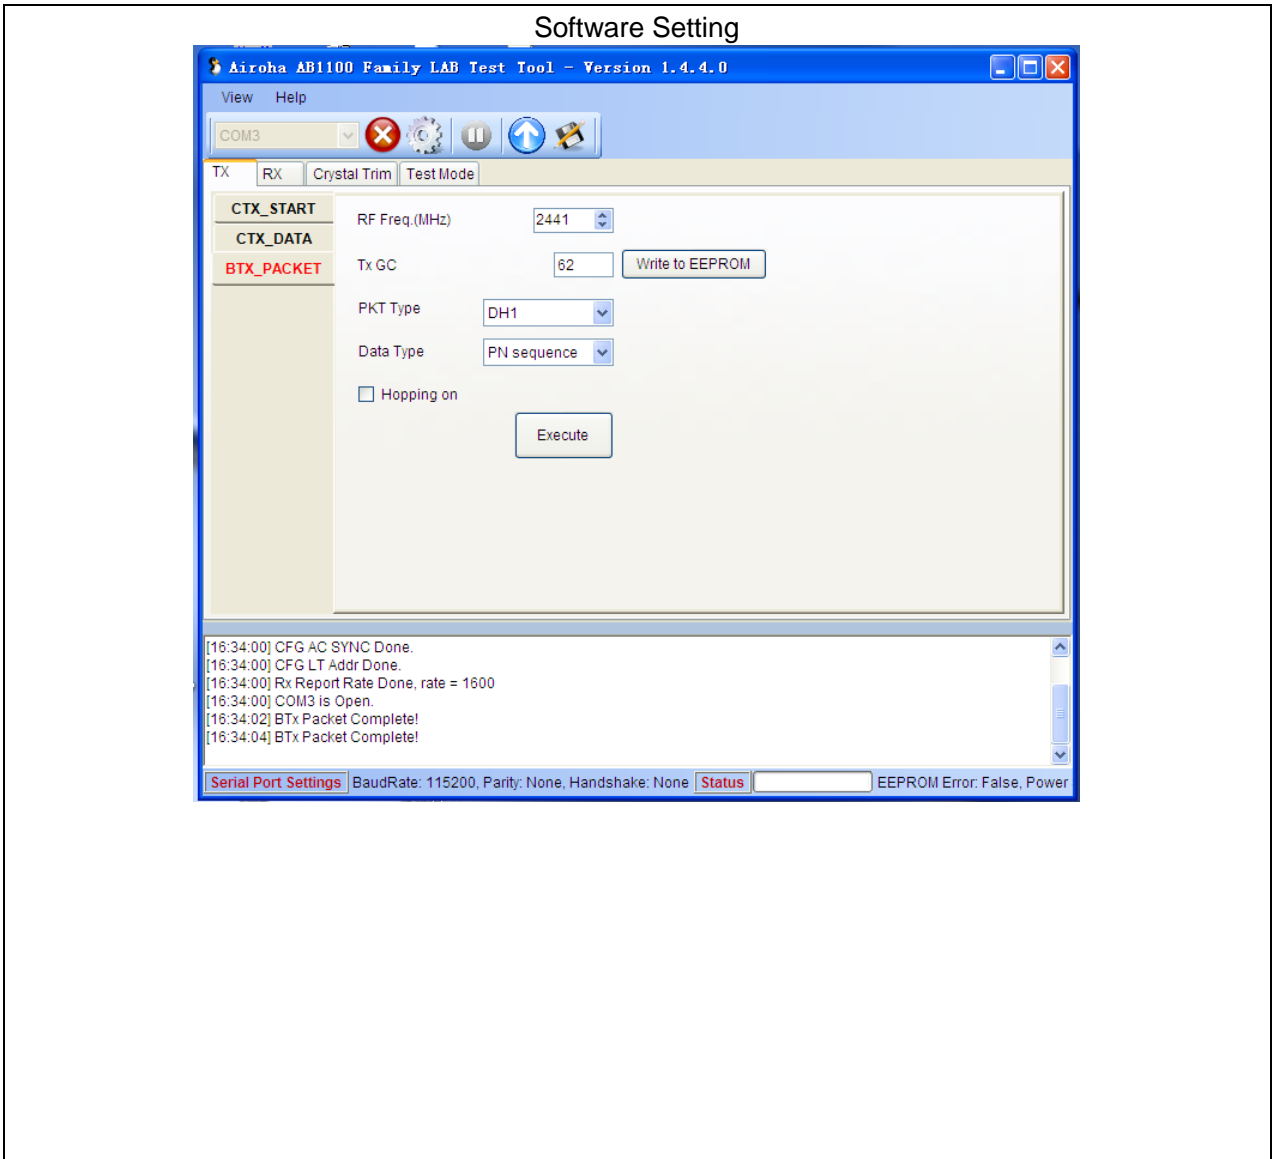 Software Setting
Airoha AB1100 Family LAB Test Tool - Version 1.4.4.0
View Help
COM3
TX RX Crystal Trim Test Mode
CTX_START
CTX_DATA
BTX_PACKET
RF Freq.(MHz) 2441
Tx GC 62 Write to EEPROM
PKT Type DH1
Data Type PN sequence
Hopping on
Execute
[16:34:00] CFG AC SYNC Done.
[16:34:00] CFG LT Addr Done.
[16:34:00] Rx Report Rate Done, rate = 1600
[16:34:00] COM3 is Open.
[16:34:02] BTx Packet Complete!
[16:34:04] BTx Packet Complete!
Serial Port Settings BaudRate: 115200, Parity: None, Handshake: None Status EEPROM Error: False, Power